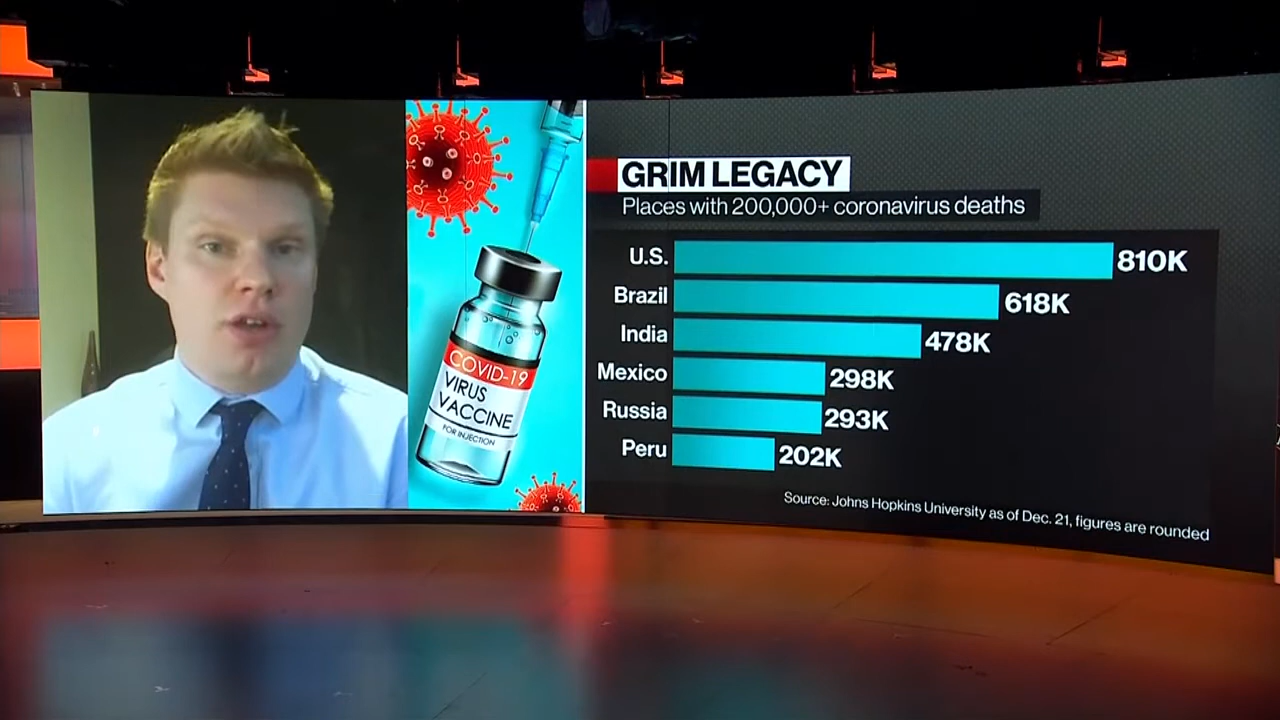 COVID-19
VIRUS
VACCINE
FOR INJECTION
GRIM LEGACY
Places with 200,000+ coronavirus deaths
U.S. 810K
Brazil 618K
India 478K
Mexico 298K
Russia 293K
Peru 202K
Source: Johns Hopkins University as of Dec. 21, figures are rounded